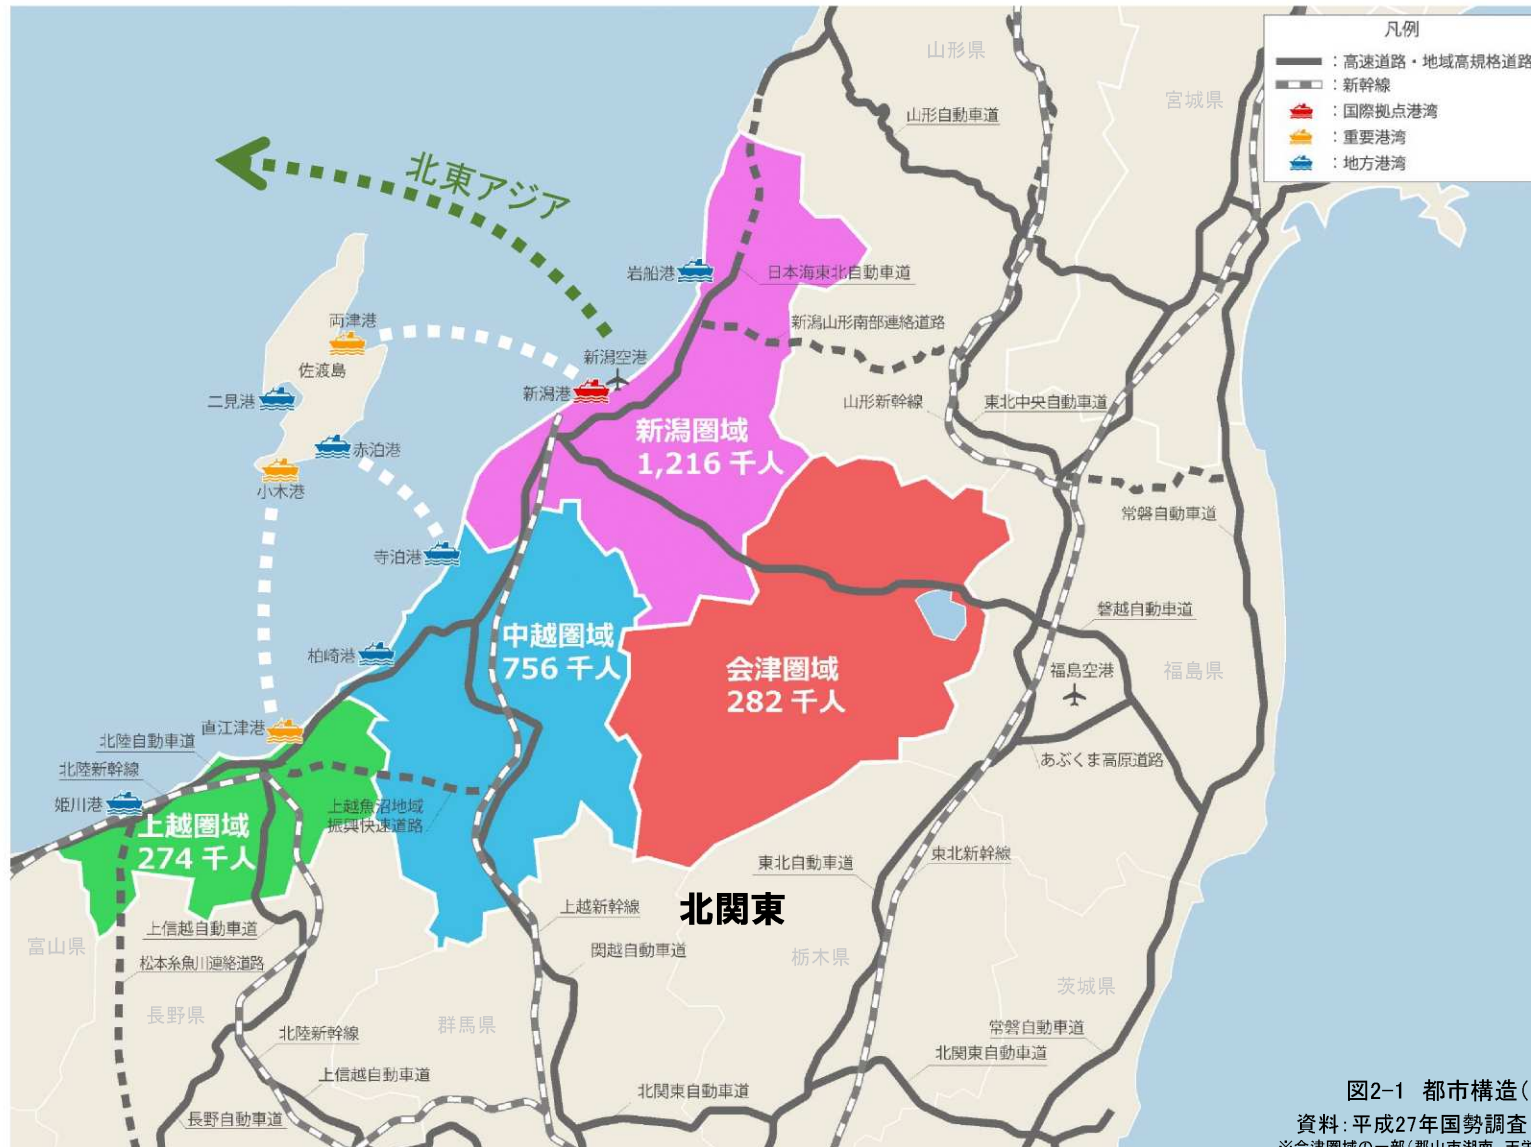 凡例
：高速道路・地域高規格道路
：新幹線
：国際拠点港湾
：重要港湾
：地方港湾
山形県
宮城県
山形自動車道
北東アジア
岩船港
日本海東北自動車道
両津港
新潟山形南部連絡道路
佐渡島
新潟空港
新潟港
二見港
山形新幹線
東北中央自動車道
新潟圏域
1,216 千人
赤泊港
小木港
常磐自動車道
寺泊港
磐越自動車道
中越圏域
756 千人
柏崎港
会津圏域
282 千人
福島空港
福島県
直江津港
北陸自動車道
あぶくま高原道路
北陸新幹線
姫川港
上越魚沼地域
振興快速道路
上越圏域
274 千人
東北自動車道
東北新幹線
北関東
上越新幹線
上信越自動車道
富山県
関越自動車道
栃木県
松本糸魚川連絡道路
茨城県
長野県
群馬県
常磐自動車道
北陸新幹線
北関東自動車道
上信越自動車道
北関東自動車道
長野自動車道
図2-1 都市構造(
資料:平成27年国勢調査